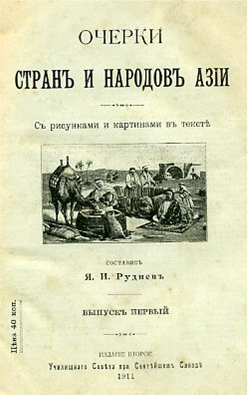 ОЧЕРКИ
СТРАНЪ И НАРОДОВЪ АЗІИ
Съ рисунками и картинами въ текстѣ
СОСТАВИЛЪ
Я. И. Рудневъ.
ВЫПУСКЪ ПЕРВЫЙ
Цѣна 40 коп.
ИЗДАНІЕ ВТОРОЕ
Училищнаго Совѣта при Святѣйшемъ Синодѣ
1911